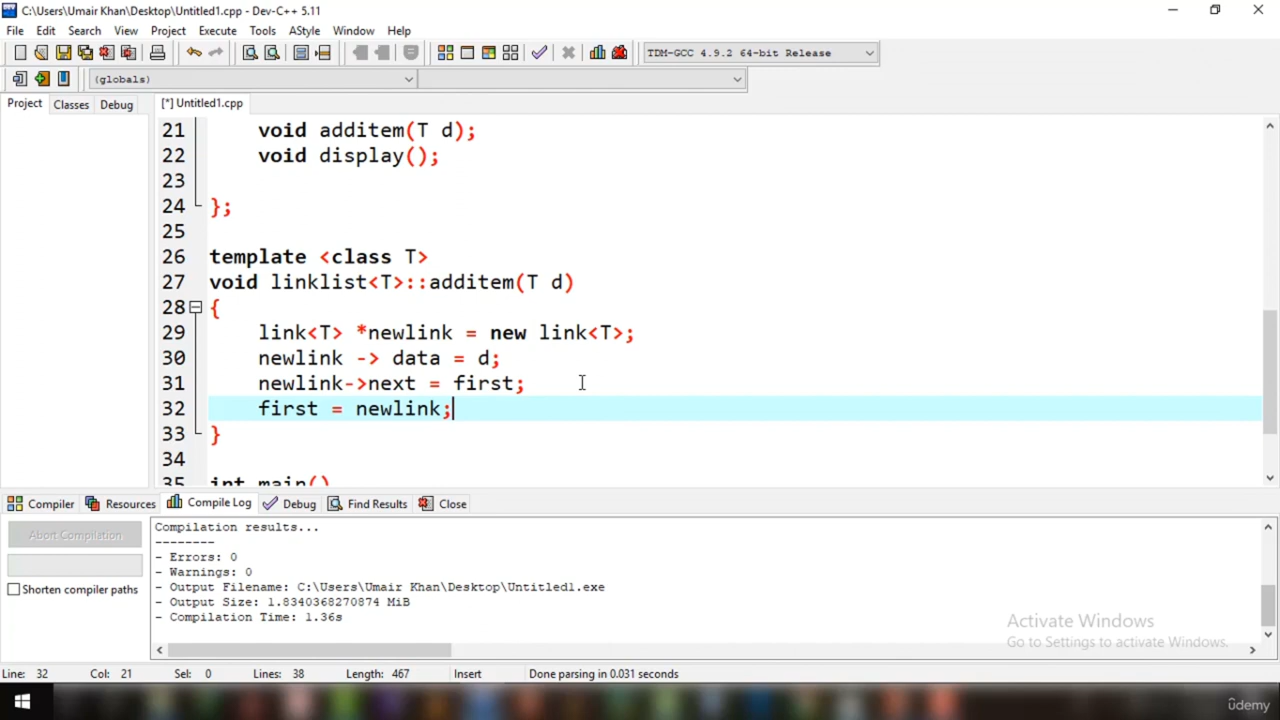 C:\Users\Umair Khan\Desktop\Untitled1.cpp - Dev-C++ 5.11
File Edit Search View Project Execute Tools AStyle Window Help
TDM-GCC 4.9.2 64-bit Release
(globals)
Project Classes Debug [*] Untitled1.cpp
21 void additem(T d);
22 void display();
23
24 };
25
26 template <class T>
27 void linklist<T>::additem(T d)
28 {
29 link<T> *newlink = new link<T>;
30 newlink -> data = d;
31 newlink->next = first;
32 first = newlink;
33 }
34
35 int main()
Compiler Resources Compile Log Debug Find Results Close
Compilation results...
--------
- Errors: 0
- Warnings: 0
- Output Filename: C:\Users\Umair Khan\Desktop\Untitled1.exe
- Output Size: 1.8340368270874 MiB
- Compilation Time: 1.36s
Abort Compilation
Shorten compiler paths
Activate Windows
Go to Settings to activate Windows.
Line: 32 Col: 21 Sel: 0 Lines: 38 Length: 467 Insert Done parsing in 0.031 seconds
ûdemy